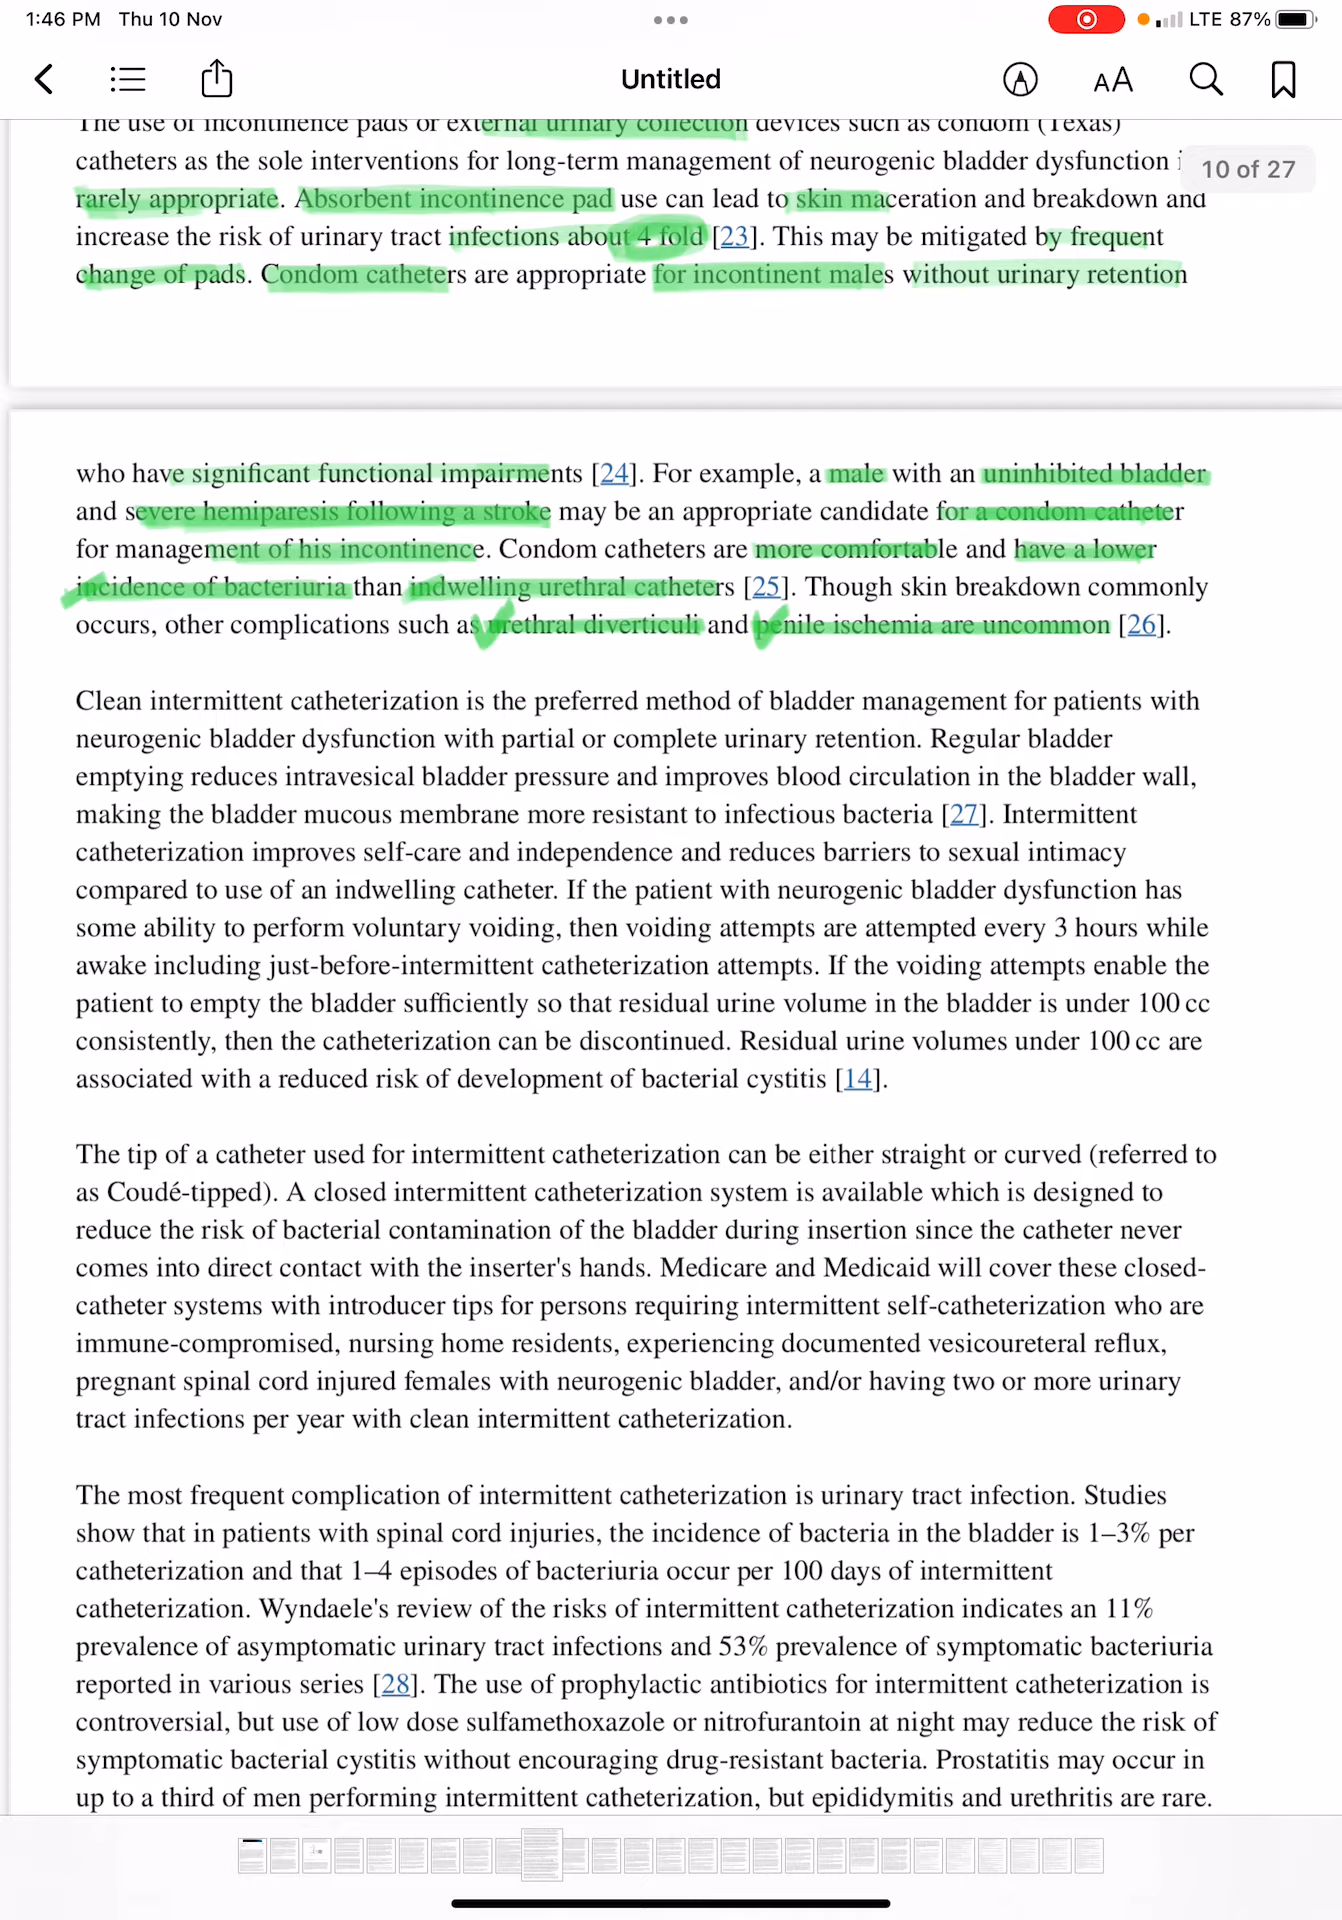 1:46 PM Thu 10 Nov
LTE 87%
Untitled
AA
The use of incontinence pads or external urinary collection devices such as condom (Texas)
catheters as the sole interventions for long-term management of neurogenic bladder dysfunction
10 of 27
rarely appropriate. Absorbent incontinence pad use can lead to skin maceration and breakdown and
increase the risk of urinary tract infections about 4 fold [23]. This may be mitigated by frequent
change of pads. Condom catheters are appropriate for incontinent males without urinary retention
who have significant functional impairments [24]. For example, a male with an uninhibited bladder
and severe hemiparesis following a stroke may be an appropriate candidate for a condom catheter
for management of his incontinence. Condom catheters are more comfortable and have a lower
incidence of bacteriuria than indwelling urethral catheters [25]. Though skin breakdown commonly
occurs, other complications such as urethral diverticuli and penile ischemia are uncommon [26].
Clean intermittent catheterization is the preferred method of bladder management for patients with
neurogenic bladder dysfunction with partial or complete urinary retention. Regular bladder
emptying reduces intravesical bladder pressure and improves blood circulation in the bladder wall,
making the bladder mucous membrane more resistant to infectious bacteria [27]. Intermittent
catheterization improves self-care and independence and reduces barriers to sexual intimacy
compared to use of an indwelling catheter. If the patient with neurogenic bladder dysfunction has
some ability to perform voluntary voiding, then voiding attempts are attempted every 3 hours while
awake including just-before-intermittent catheterization attempts. If the voiding attempts enable the
patient to empty the bladder sufficiently so that residual urine volume in the bladder is under 100 cc
consistently, then the catheterization can be discontinued. Residual urine volumes under 100 cc are
associated with a reduced risk of development of bacterial cystitis [14].
The tip of a catheter used for intermittent catheterization can be either straight or curved (referred to
as Coudé-tipped). A closed intermittent catheterization system is available which is designed to
reduce the risk of bacterial contamination of the bladder during insertion since the catheter never
comes into direct contact with the inserter's hands. Medicare and Medicaid will cover these closed-
catheter systems with introducer tips for persons requiring intermittent self-catheterization who are
immune-compromised, nursing home residents, experiencing documented vesicoureteral reflux,
pregnant spinal cord injured females with neurogenic bladder, and/or having two or more urinary
tract infections per year with clean intermittent catheterization.
The most frequent complication of intermittent catheterization is urinary tract infection. Studies
show that in patients with spinal cord injuries, the incidence of bacteria in the bladder is 1–3% per
catheterization and that 1–4 episodes of bacteriuria occur per 100 days of intermittent
catheterization. Wyndaele's review of the risks of intermittent catheterization indicates an 11%
prevalence of asymptomatic urinary tract infections and 53% prevalence of symptomatic bacteriuria
reported in various series [28]. The use of prophylactic antibiotics for intermittent catheterization is
controversial, but use of low dose sulfamethoxazole or nitrofurantoin at night may reduce the risk of
symptomatic bacterial cystitis without encouraging drug-resistant bacteria. Prostatitis may occur in
up to a third of men performing intermittent catheterization, but epididymitis and urethritis are rare.